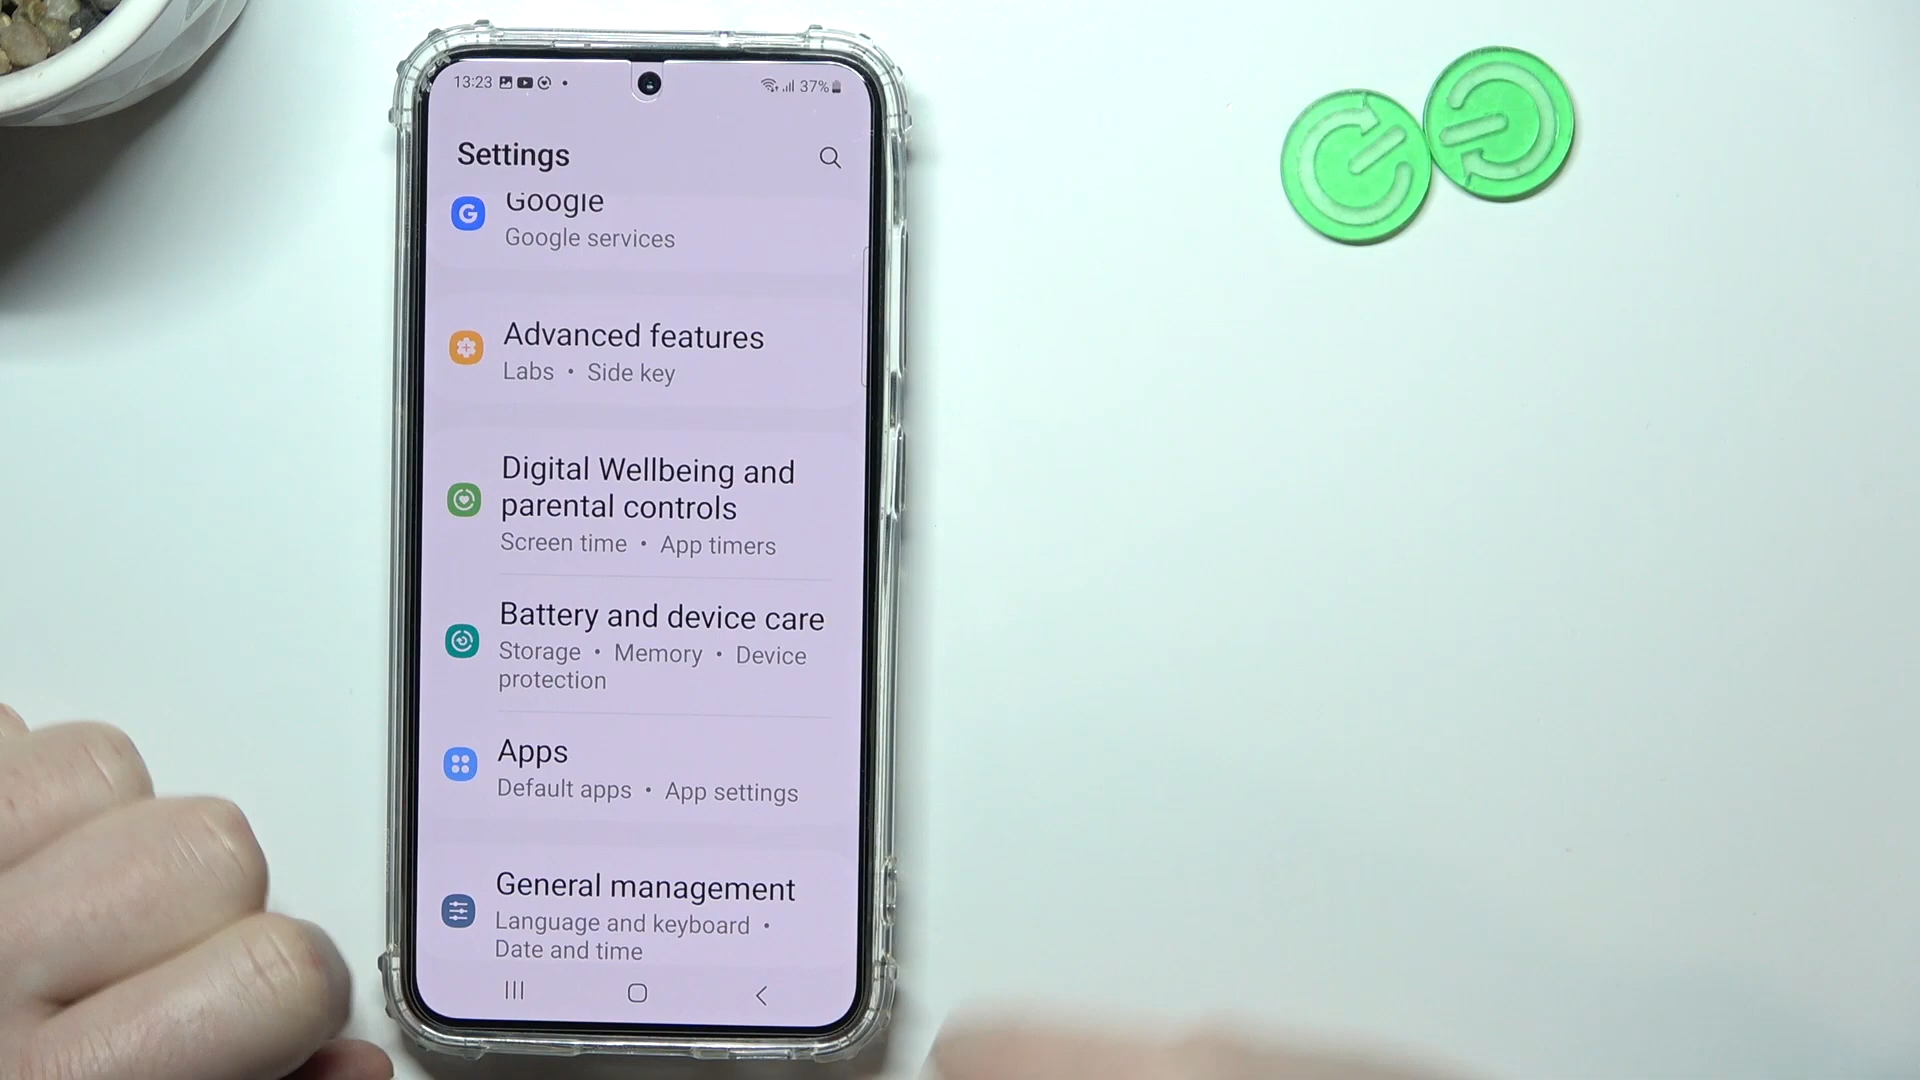 13:23
37%
Settings
Google
Google services
Advanced features
Labs • Side key
Digital Wellbeing and
parental controls
Screen time • App timers
Battery and device care
Storage • Memory • Device
protection
Apps
Default apps • App settings
General management
Language and keyboard •
Date and time